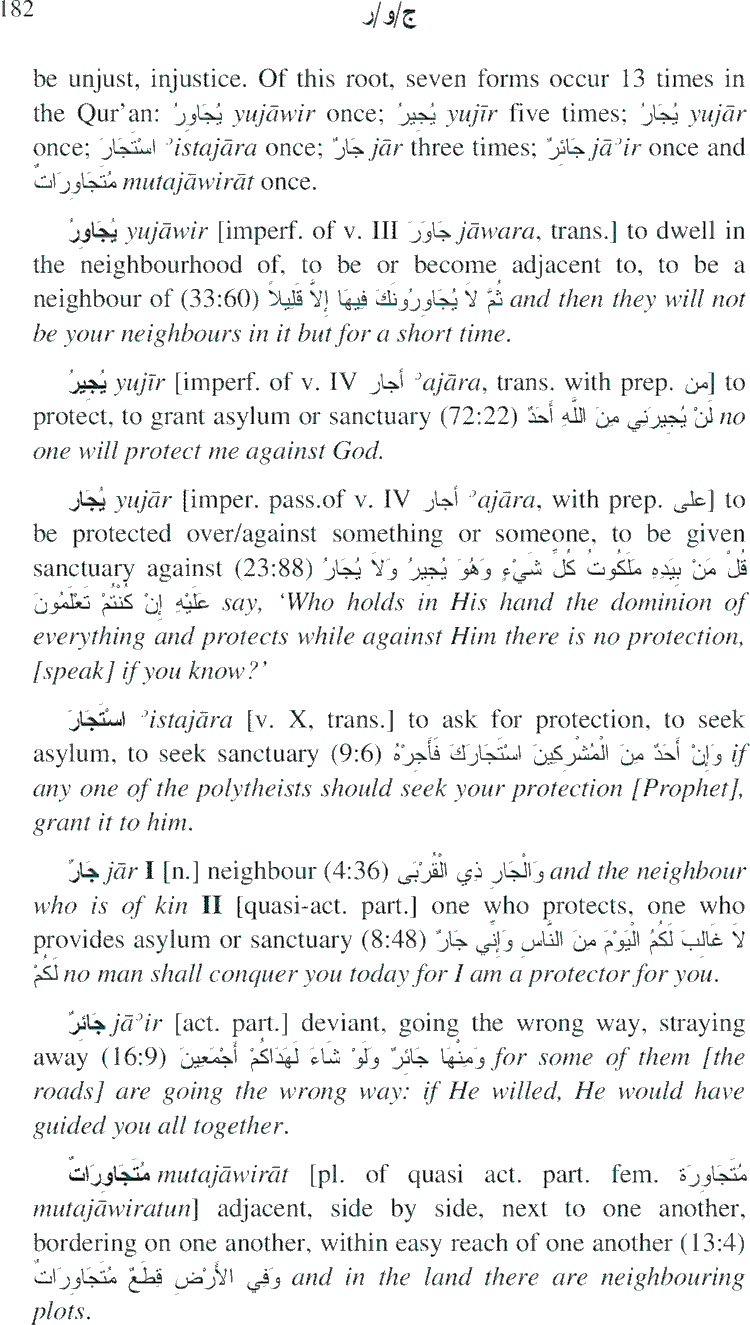 182 ج/و/ر
be unjust, injustice. Of this root, seven forms occur 13 times in
the Qur'an: يُجَاوِرُ yujāwir once; يُجِيرُ yujīr five times; يُجَارُ yujār
once; اسْتَجَارَ ʾistajāra once; جَارٌ jār three times; جَائِرٌ jāʾir once and
مُتَجَاوِرَاتٌ mutajāwirāt once.
يُجَاوِرُ yujāwir [imperf. of v. III جَاوَرَ jāwara, trans.] to dwell in
the neighbourhood of, to be or become adjacent to, to be a
neighbour of (33:60) ثُمَّ لاَ يُجَاوِرُونَكَ فِيهَا إِلاَّ قَلِيلاً and then they will not
be your neighbours in it but for a short time.
يُجِيرُ yujīr [imperf. of v. IV أجار ʾajāra, trans. with prep. من] to
protect, to grant asylum or sanctuary (72:22) لَنْ يُجِيرَنِي مِنَ اللَّهِ أَحَدٌ no
one will protect me against God.
يُجَار yujār [imper. pass.of v. IV أجار ʾajāra, with prep. على] to
be protected over/against something or someone, to be given
sanctuary against (23:88) قُلْ مَنْ بِيَدِهِ مَلَكُوتُ كُلِّ شَيْءٍ وَهُوَ يُجِيرُ وَلاَ يُجَارُ
عَلَيْهِ إِنْ كُنْتُمْ تَعْلَمُونَ say, ‘Who holds in His hand the dominion of
everything and protects while against Him there is no protection,
[speak] if you know?’
اسْتَجَارَ ʾistajāra [v. X, trans.] to ask for protection, to seek
asylum, to seek sanctuary (9:6) وَإِنْ أَحَدٌ مِنَ الْمُشْرِكِينَ اسْتَجَارَكَ فَأَجِرْهُ if
any one of the polytheists should seek your protection [Prophet],
grant it to him.
جَارٌ jār I [n.] neighbour (4:36) وَالْجَارِ ذِي الْقُرْبَى and the neighbour
who is of kin II [quasi-act. part.] one who protects, one who
provides asylum or sanctuary (8:48) لاَ غَالِبَ لَكُمُ الْيَوْمَ مِنَ النَّاسِ وَإِنِّي جَارٌ
لَكُمْ no man shall conquer you today for I am a protector for you.
جَائِرٌ jāʾir [act. part.] deviant, going the wrong way, straying
away (16:9) وَمِنْهَا جَائِرٌ وَلَوْ شَاءَ لَهَدَاكُمْ أَجْمَعِينَ for some of them [the
roads] are going the wrong way: if He willed, He would have
guided you all together.
مُتَجَاوِرَاتٌ mutajāwirāt [pl. of quasi act. part. fem. مُتَجَاوِرَة
mutajāwiratun] adjacent, side by side, next to one another,
bordering on one another, within easy reach of one another (13:4)
وَفِي الأَرْضِ قِطَعٌ مُتَجَاوِرَاتٌ and in the land there are neighbouring
plots.